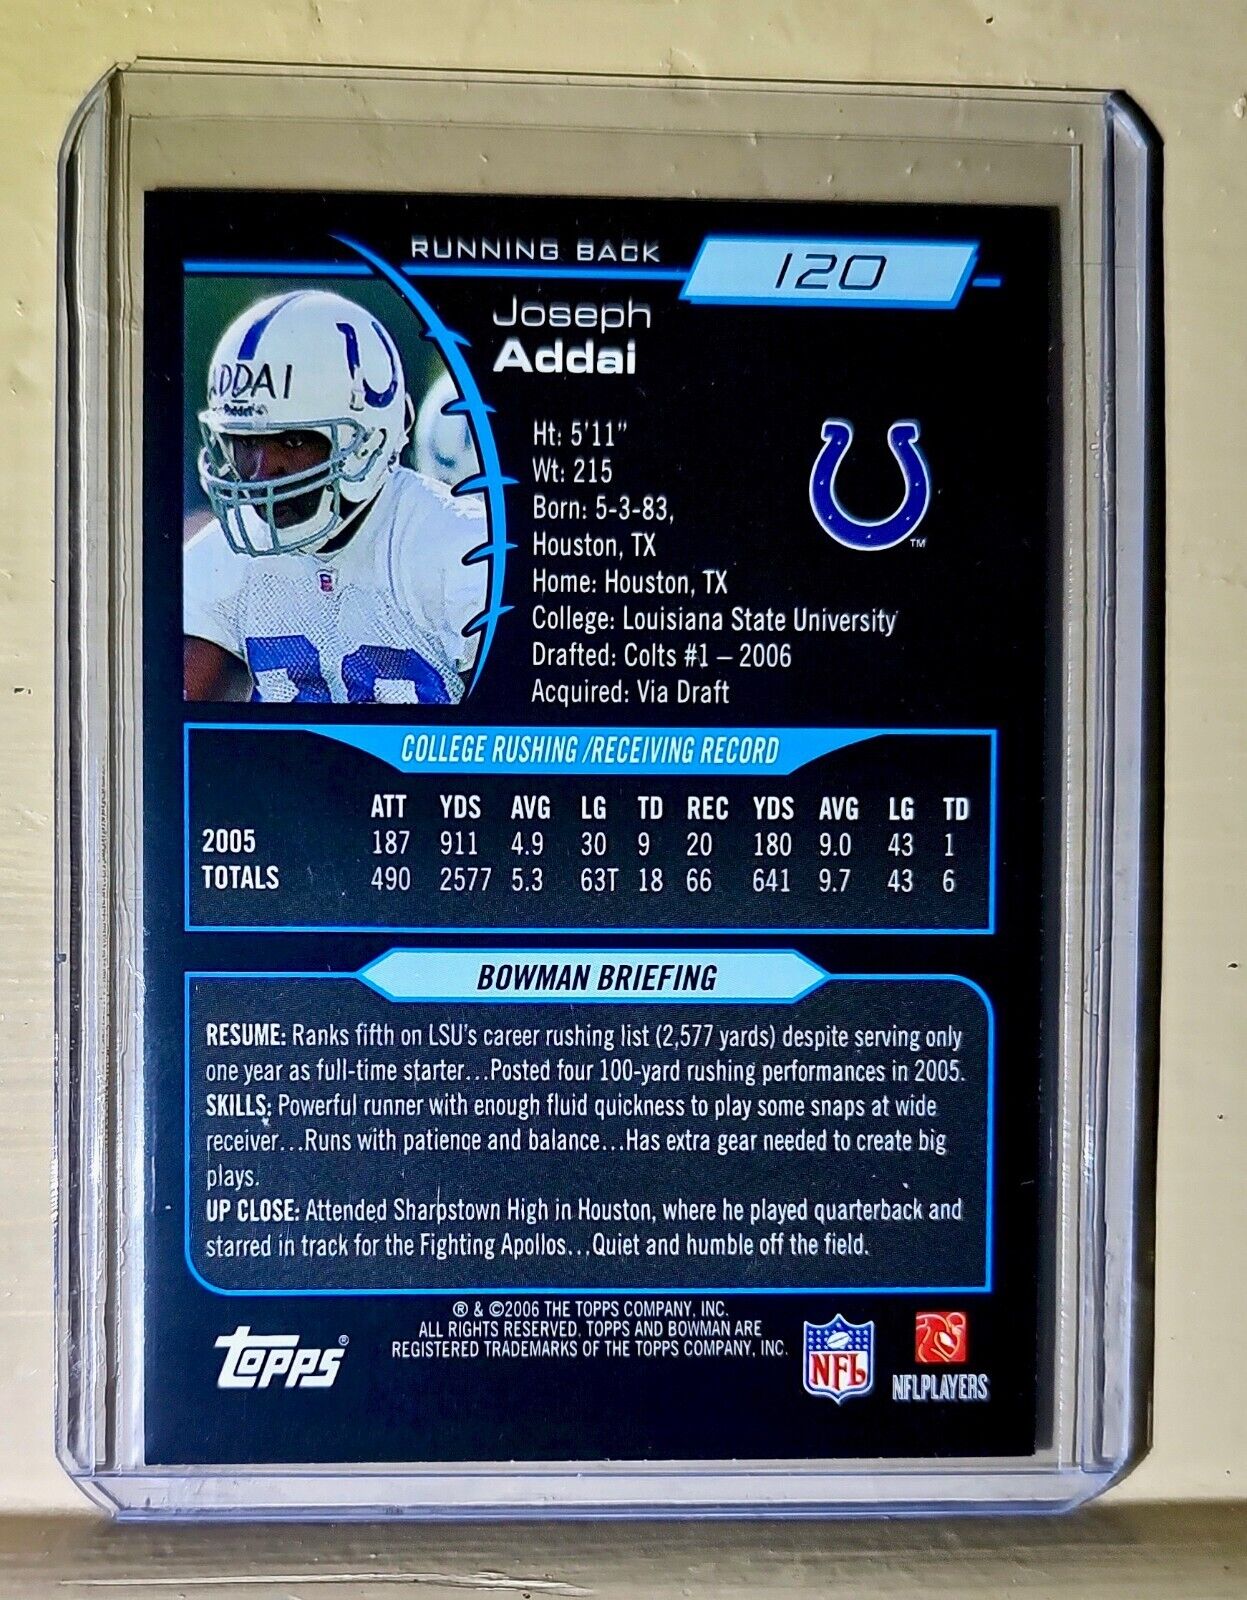 RUNNING BACK
120
Joseph
Addai
DDAI
Riddell
Ht: 5'11"
Wt: 215
Born: 5-3-83,
Houston, TX
Home: Houston, TX
College: Louisiana State University
Drafted: Colts #1 – 2006
Acquired: Via Draft
TM
COLLEGE RUSHING /RECEIVING RECORD
ATT YDS AVG LG TD REC YDS AVG LG TD
2005 187 911 4.9 30 9 20 180 9.0 43 1
TOTALS 490 2577 5.3 63T 18 66 641 9.7 43 6
BOWMAN BRIEFING
RESUME: Ranks fifth on LSU's career rushing list (2,577 yards) despite serving only
one year as full-time starter...Posted four 100-yard rushing performances in 2005.
SKILLS: Powerful runner with enough fluid quickness to play some snaps at wide
receiver...Runs with patience and balance...Has extra gear needed to create big
plays.
UP CLOSE: Attended Sharpstown High in Houston, where he played quarterback and
starred in track for the Fighting Apollos...Quiet and humble off the field.
® & ©2006 THE TOPPS COMPANY, INC.
ALL RIGHTS RESERVED. TOPPS AND BOWMAN ARE
REGISTERED TRADEMARKS OF THE TOPPS COMPANY, INC.
Topps®
NFL
NFLPLAYERS